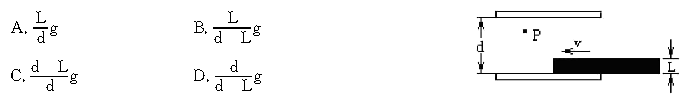 A. L/d g B. L/(d L) g
C. (d L)/d g D. d/(d L) g
d P v L